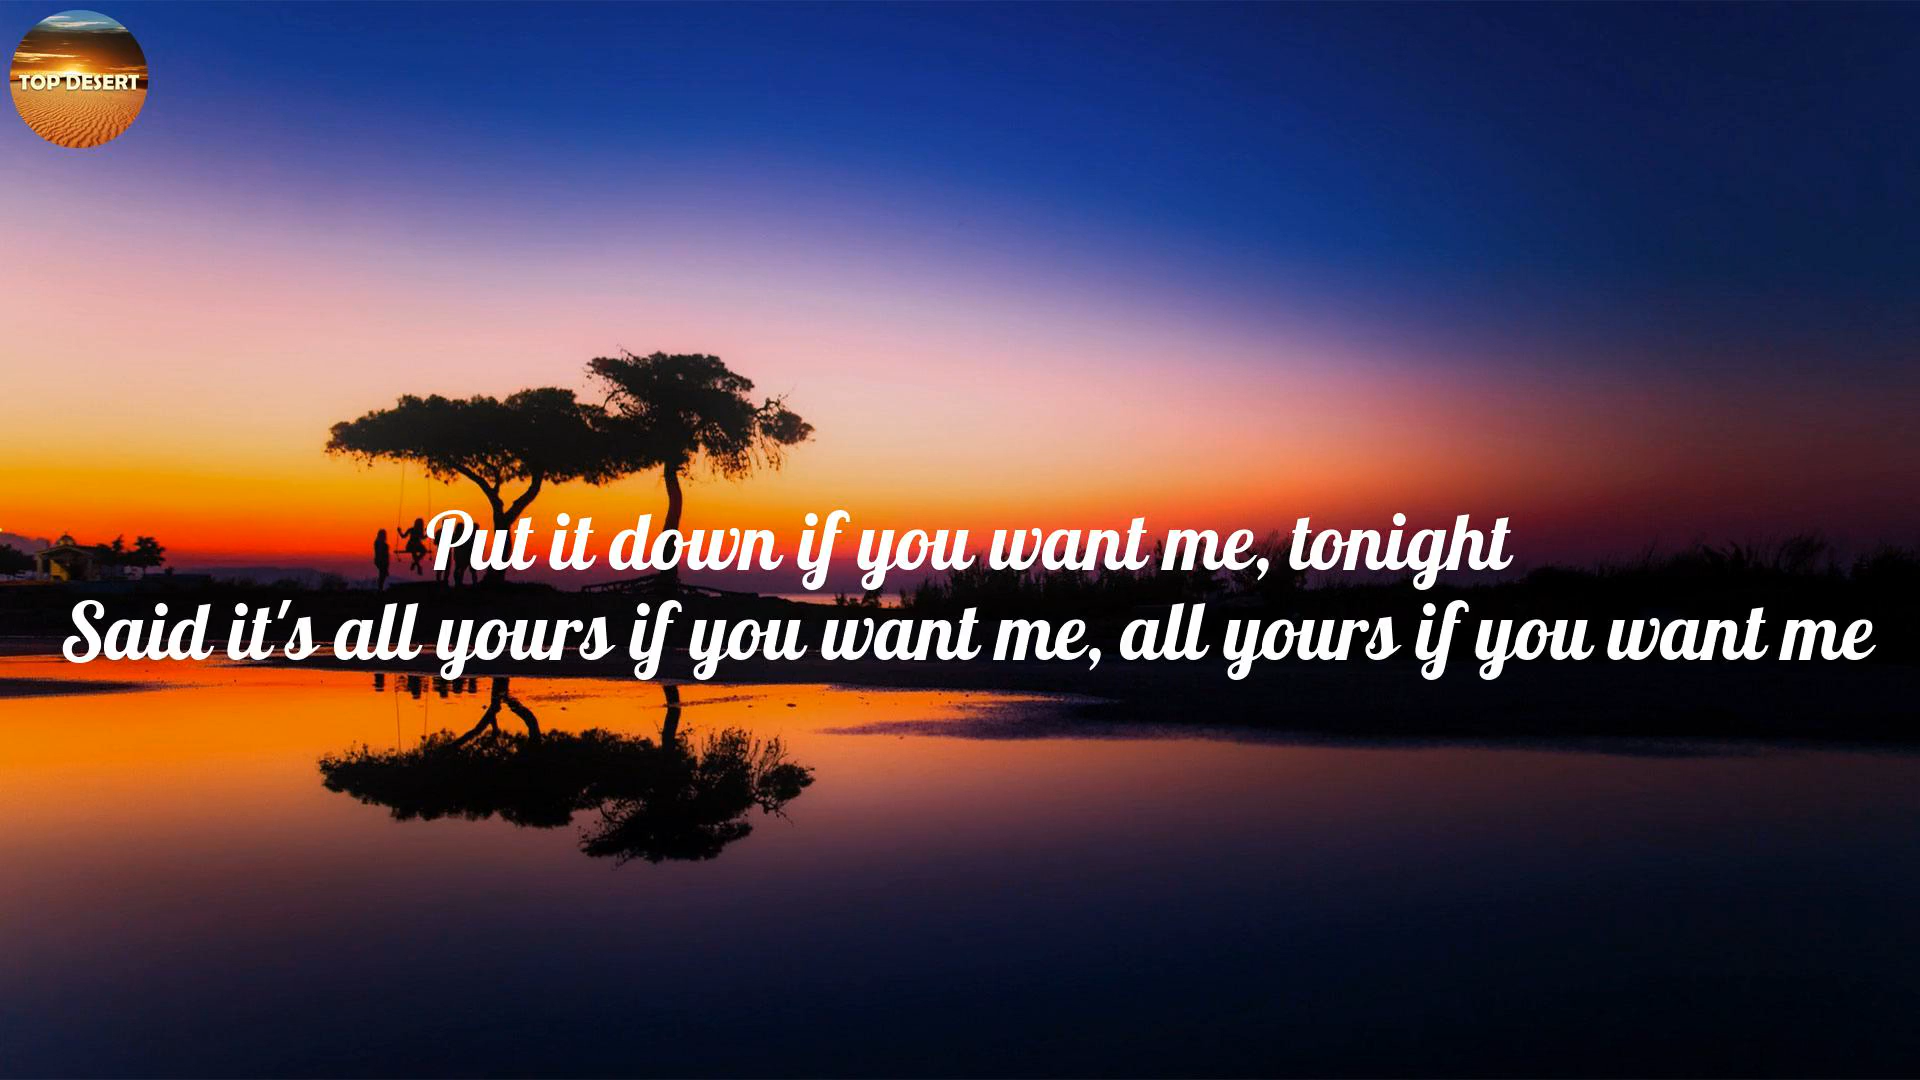 TOP DESERT
Put it down if you want me, tonight
Said it's all yours if you want me, all yours if you want me